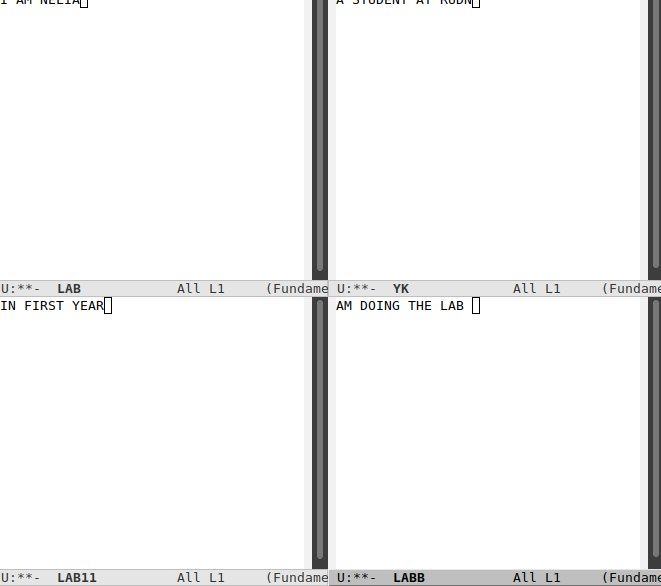 I AM NELIA
A STUDENT AT RUDN
U:**-  LAB            All L1     (Fundame
U:**-  YK             All L1     (Fundame
IN FIRST YEAR
AM DOING THE LAB
U:**-  LAB11          All L1     (Fundame
U:**-  LABB           All L1     (Fundame